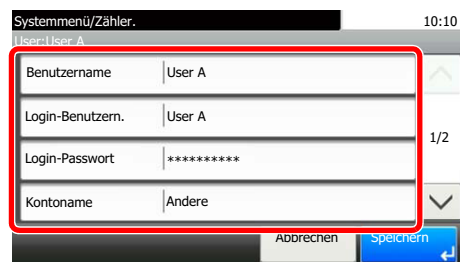 Systemmenü/Zähler.
10:10
User:User A
Benutzername
User A
Login-Benutzern.
User A
1/2
Login-Passwort
**********
Kontoname
Andere
Abbrechen
Speichern